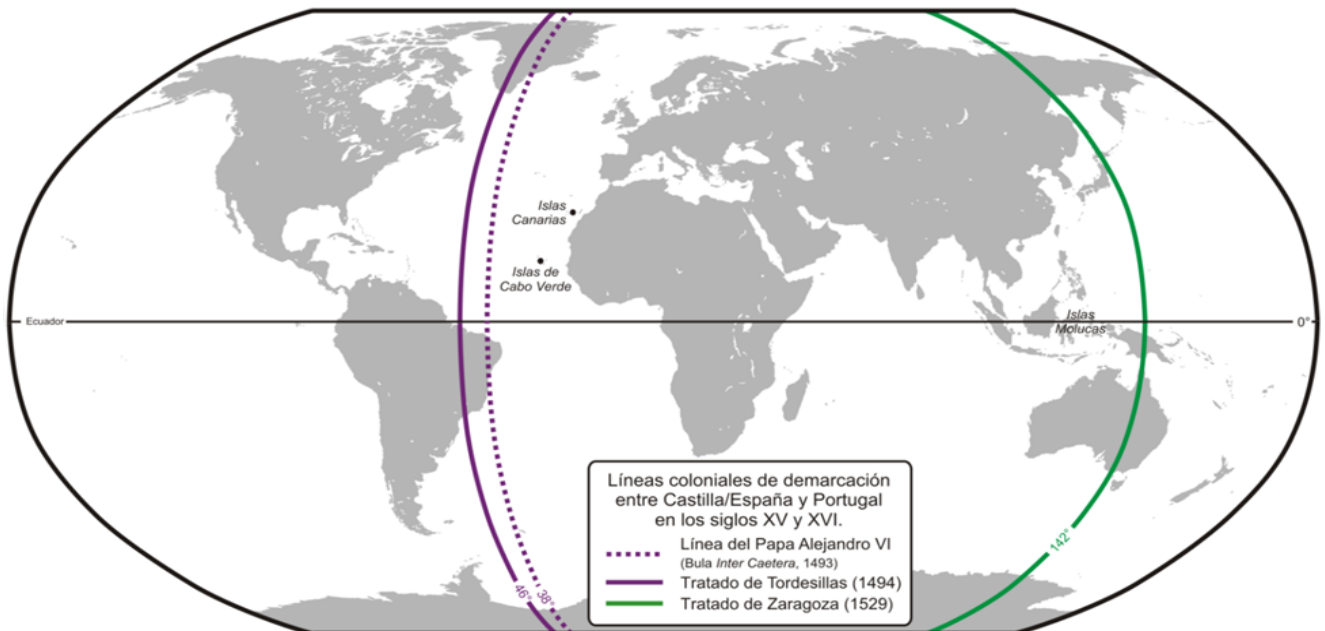 Islas
Canarias
Islas de
Cabo Verde
Ecuador
Islas
Molucas
0°
Líneas coloniales de demarcación
entre Castilla/España y Portugal
en los siglos XV y XVI.
Línea del Papa Alejandro VI
(Bula Inter Caetera, 1493)
Tratado de Tordesillas (1494)
Tratado de Zaragoza (1529)
142°
46°
38°